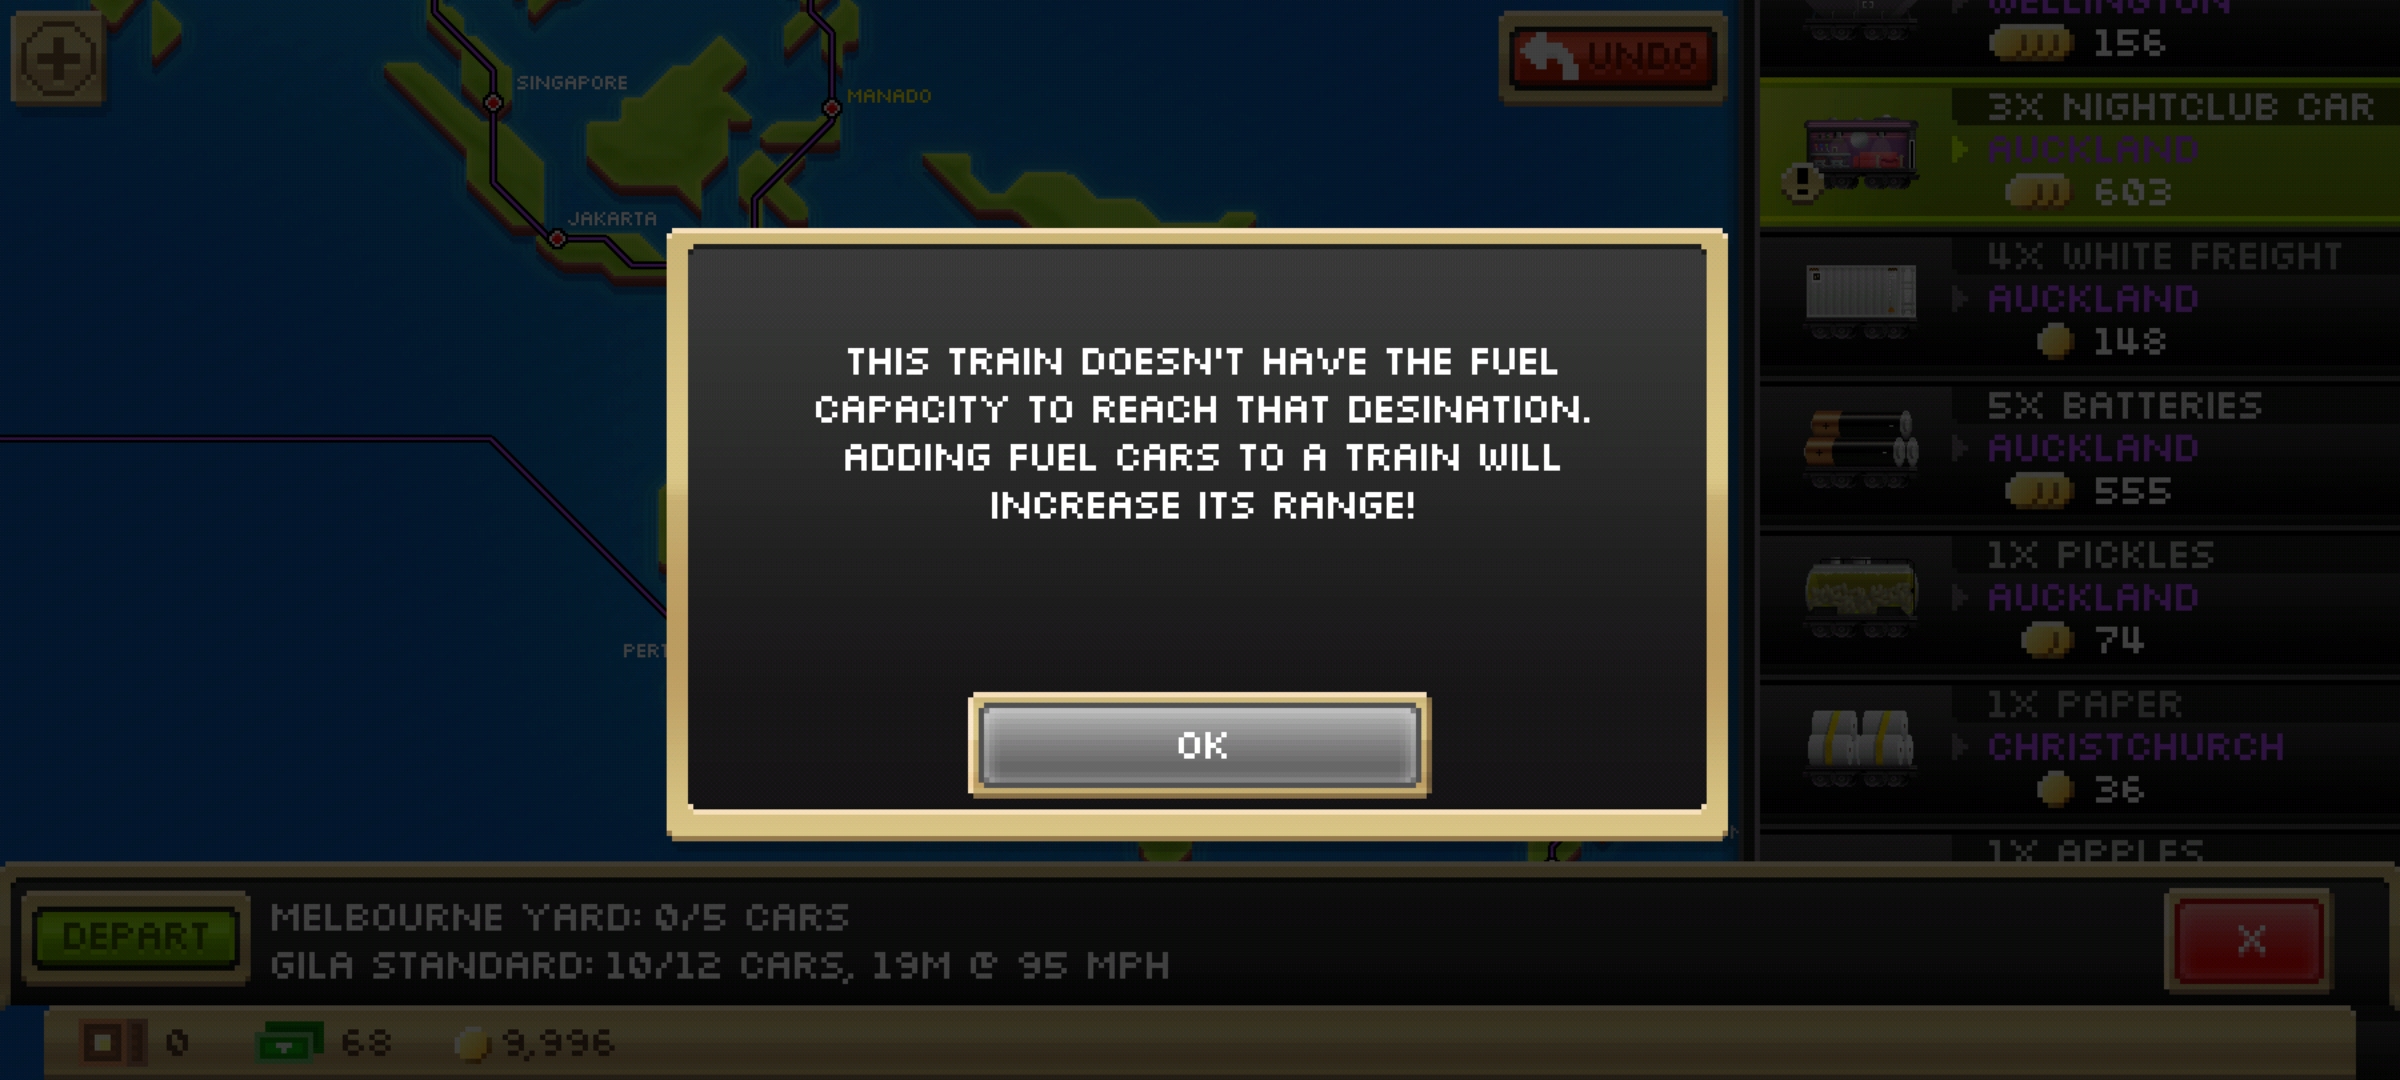 WELLINGTON
156
UNDO
SINGAPORE
MANADO
3X NIGHTCLUB CAR
AUCKLAND
603
JAKARTA
4X WHITE FREIGHT
AUCKLAND
148
THIS TRAIN DOESN'T HAVE THE FUEL
CAPACITY TO REACH THAT DESINATION.
ADDING FUEL CARS TO A TRAIN WILL
INCREASE ITS RANGE!
5X BATTERIES
AUCKLAND
555
1X PICKLES
AUCKLAND
74
PERT
OK
1X PAPER
CHRISTCHURCH
36
1X APPLES
DEPART
MELBOURNE YARD: 0/5 CARS
GILA STANDARD: 10/12 CARS, 19M @ 95 MPH
X
0
68
9,996